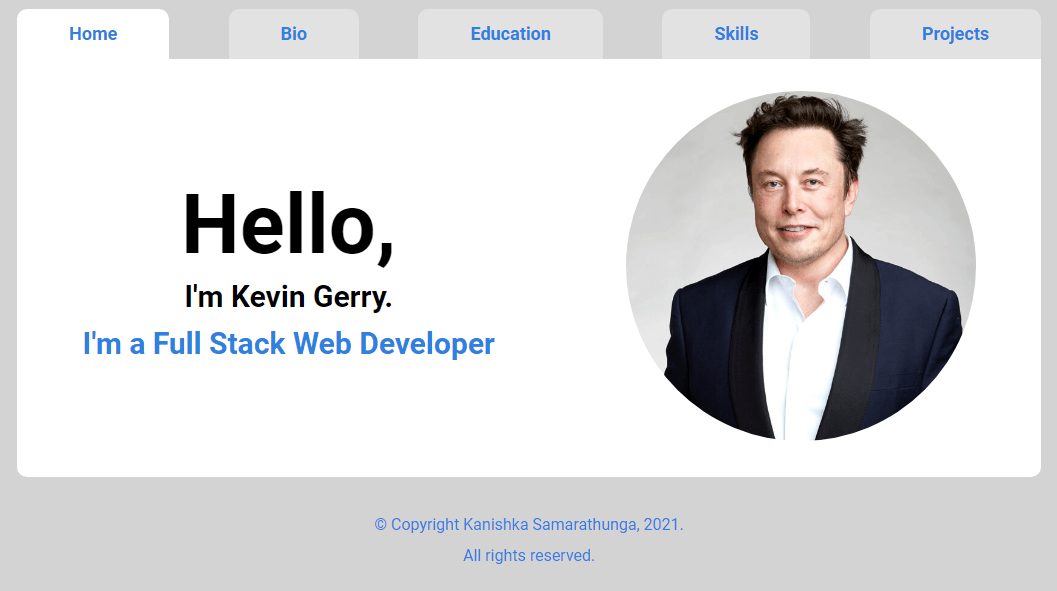 Home Bio Education Skills Projects
Hello,
I'm Kevin Gerry.
I'm a Full Stack Web Developer
© Copyright Kanishka Samarathunga, 2021.
All rights reserved.